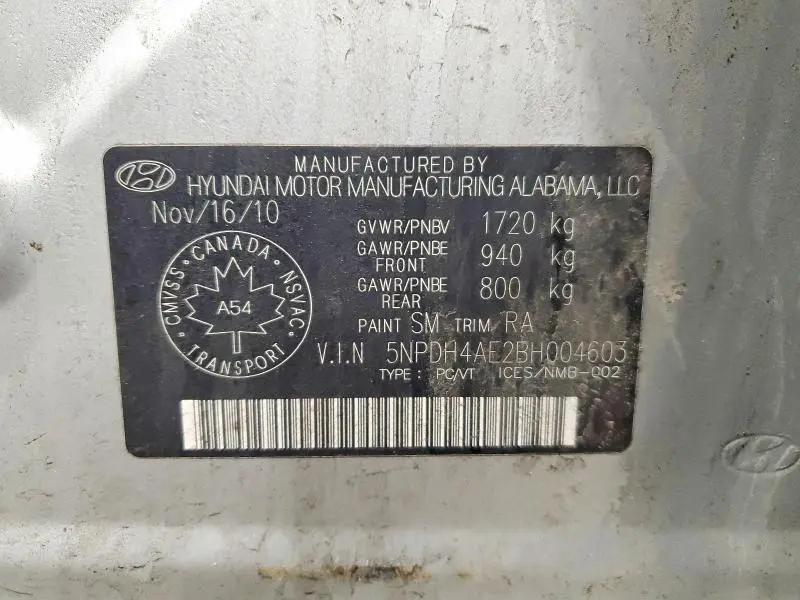 MANUFACTURED BY
HYUNDAI MOTOR MANUFACTURING ALABAMA, LLC
Nov/16/10
GVWR/PNBV 1720 kg
GAWR/PNBE FRONT 940 kg
GAWR/PNBE REAR 800 kg
PAINT SM TRIM RA
V.I.N 5NPDH4AE2BH004603
TYPE : PC/VT ICES/NMB-002
CANADA
CMVSS NSVAC
A54
TRANSPORT